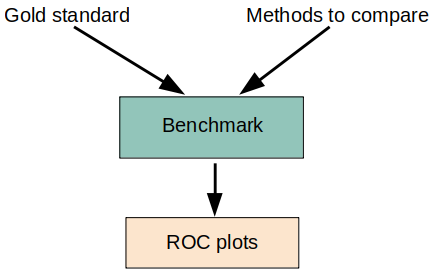 Gold standard
Methods to compare
Benchmark
ROC plots